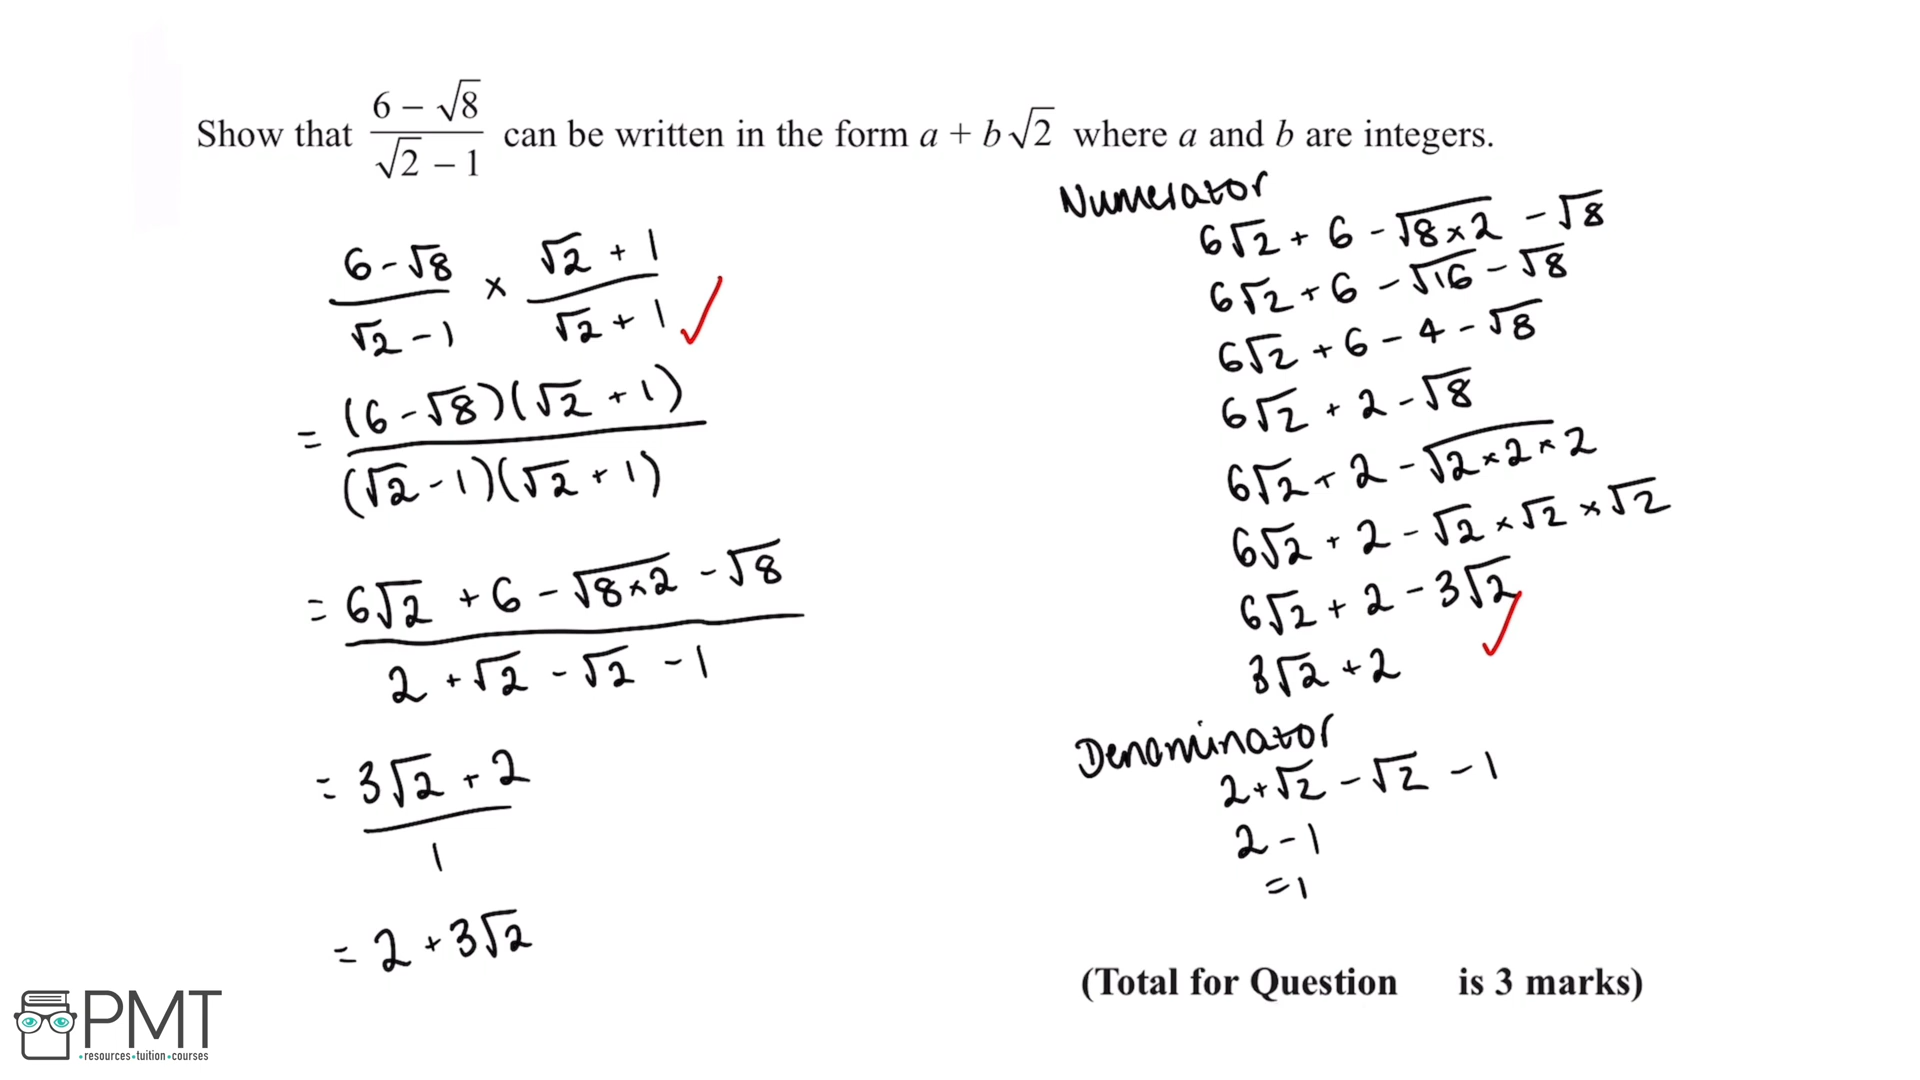 Show that (6 − √8)/(√2 − 1) can be written in the form a + b√2 where a and b are integers.
(6 − √8)/(√2 − 1) × (√2 + 1)/(√2 + 1) ✓
= (6 − √8)(√2 + 1)/(√2 − 1)(√2 + 1)
= (6√2 + 6 − √(8×2) − √8)/(2 + √2 − √2 − 1)
= (3√2 + 2)/1
= 2 + 3√2
Numerator
6√2 + 6 − √(8×2) − √8
6√2 + 6 − √16 − √8
6√2 + 6 − 4 − √8
6√2 + 2 − √8
6√2 + 2 − √(2×2×2)
6√2 + 2 − √2 × √2 × √2
6√2 + 2 − 3√2 ✓
3√2 + 2
Denominator
2 + √2 − √2 − 1
2 − 1
= 1
(Total for Question is 3 marks)
PMT
•resources•tuition•courses